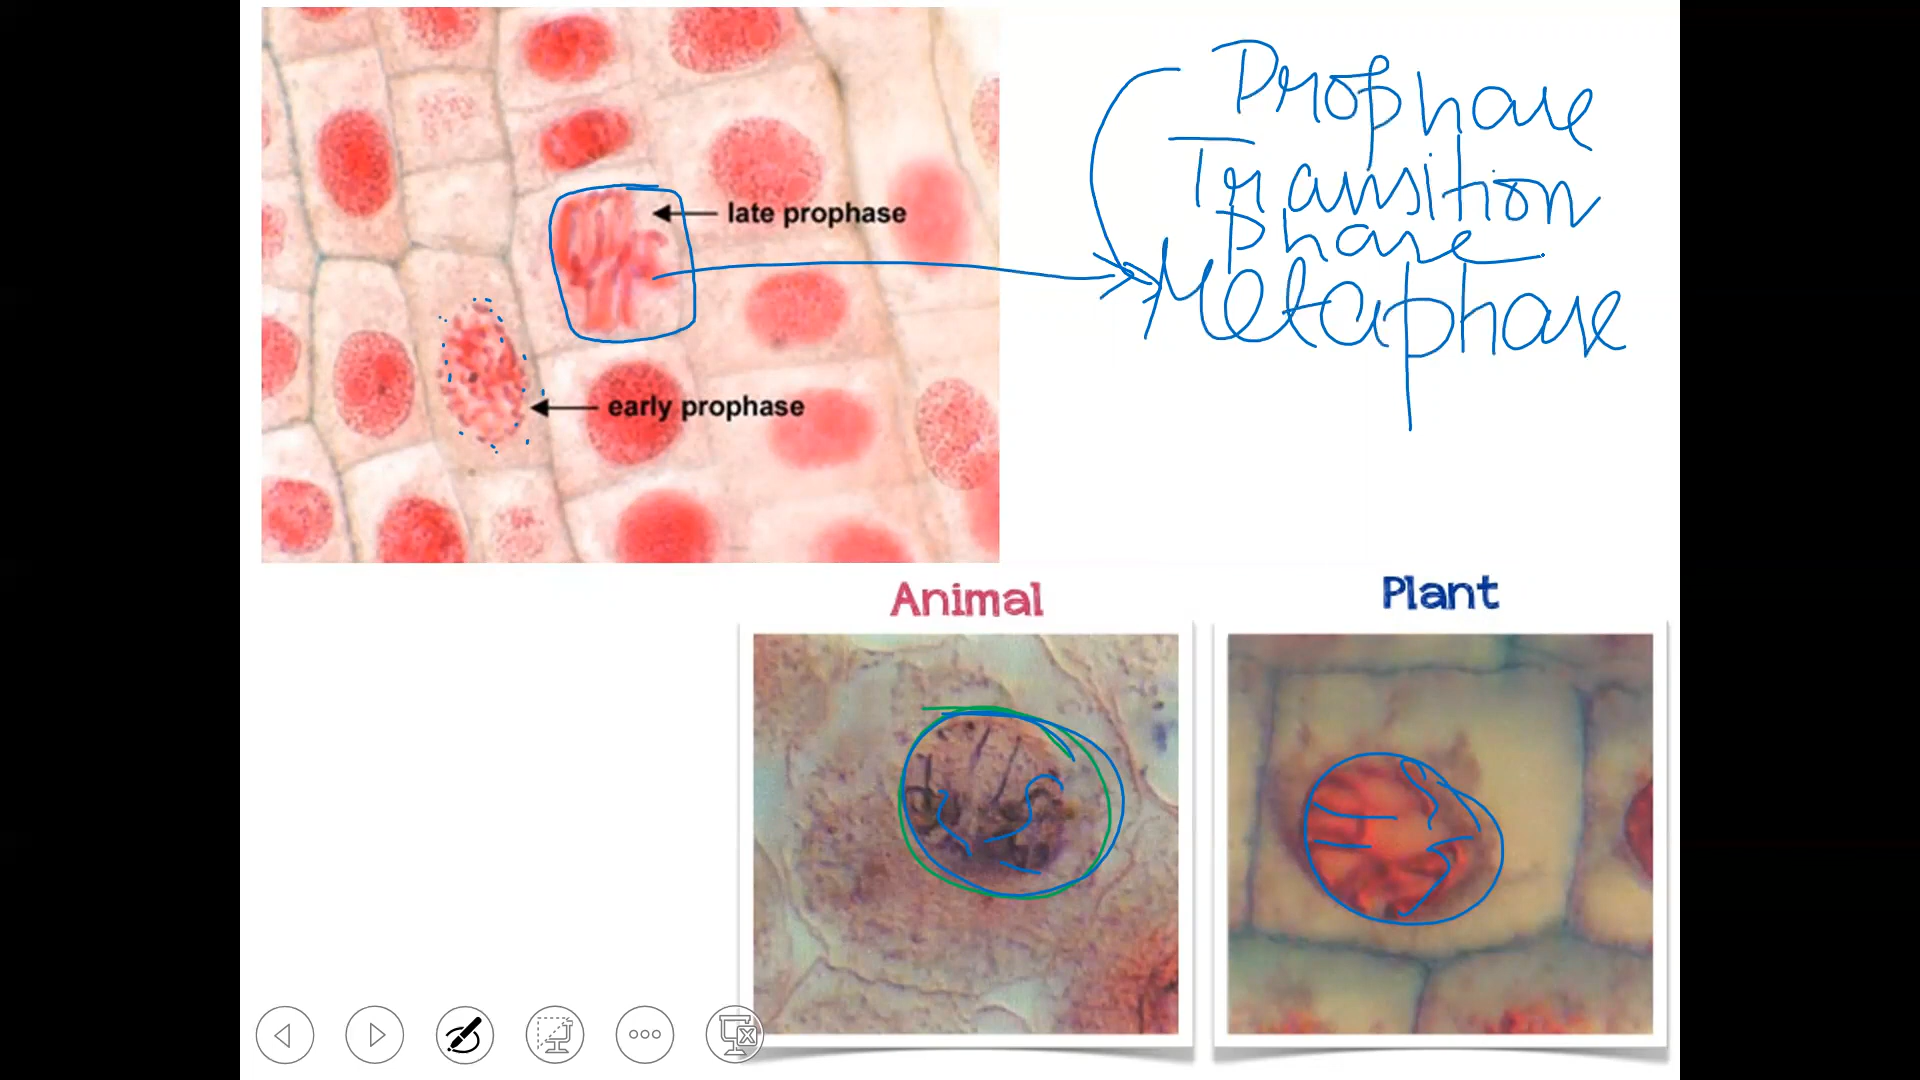 Prophase
Transition
Phase
Metaphase
late prophase
early prophase
Animal
Plant